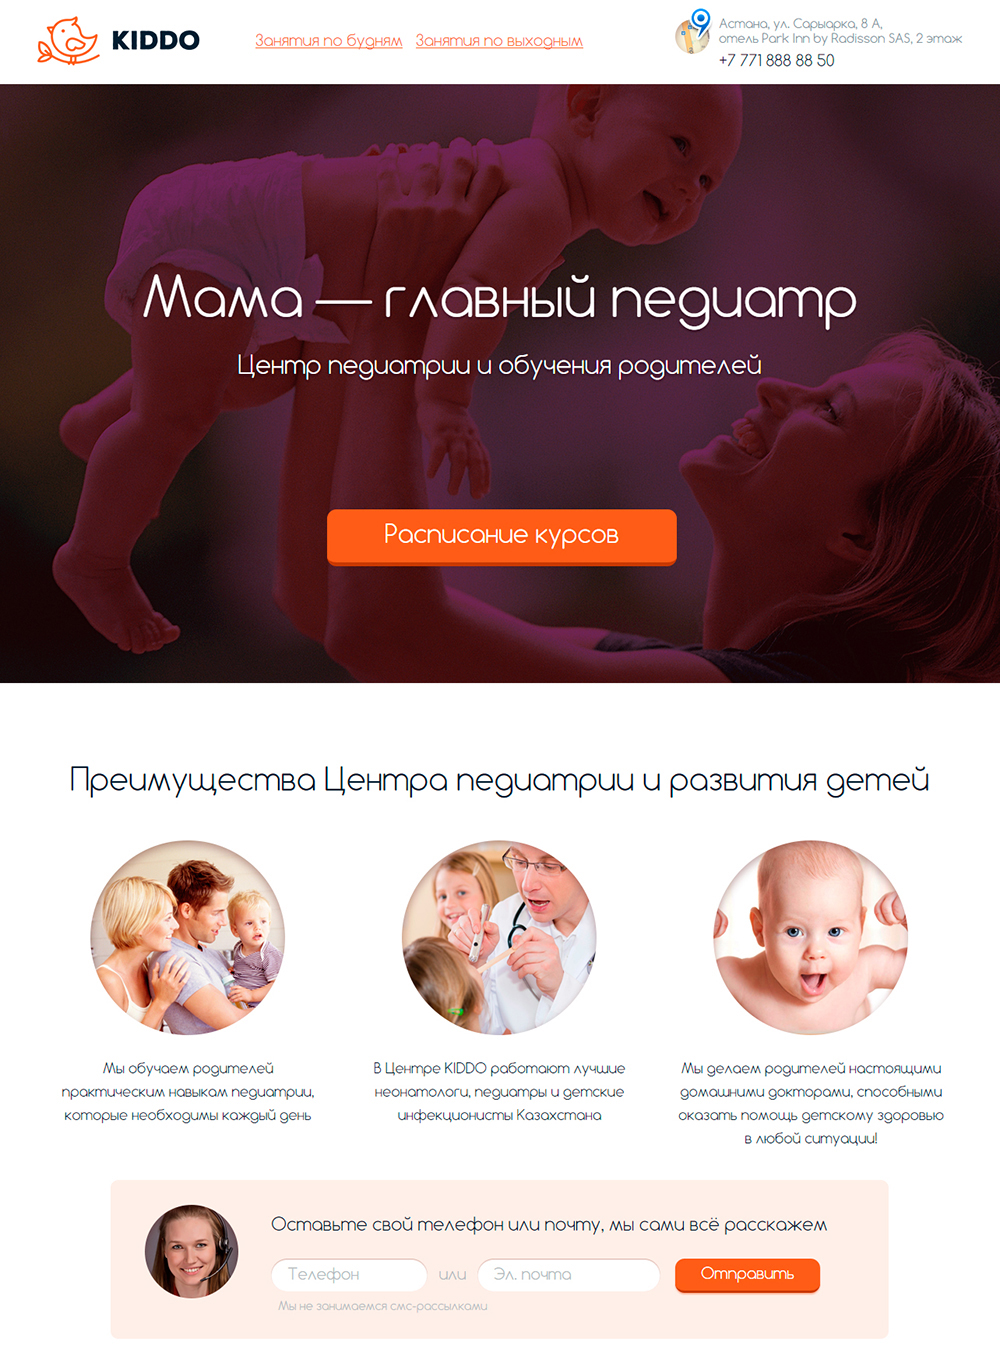 KIDDO
Занятия по будням
Занятия по выходным
Астана, ул. Сарыарка, 8 А,
отель Park Inn by Radisson SAS, 2 этаж
+7 771 888 88 50
Мама — главный педиатр
Центр педиатрии и обучения родителей
Расписание курсов
Преимущества Центра педиатрии и развития детей
Мы обучаем родителей
практическим навыкам педиатрии,
которые необходимы каждый день
В Центре KIDDO работают лучшие
неонатологи, педиатры и детские
инфекционисты Казахстана
Мы делаем родителей настоящими
домашними докторами, способными
оказать помощь детскому здоровью
в любой ситуации!
Оставьте свой телефон или почту, мы сами всё расскажем
Телефон
или
Эл. почта
Отправить
Мы не занимаемся смс-рассылками